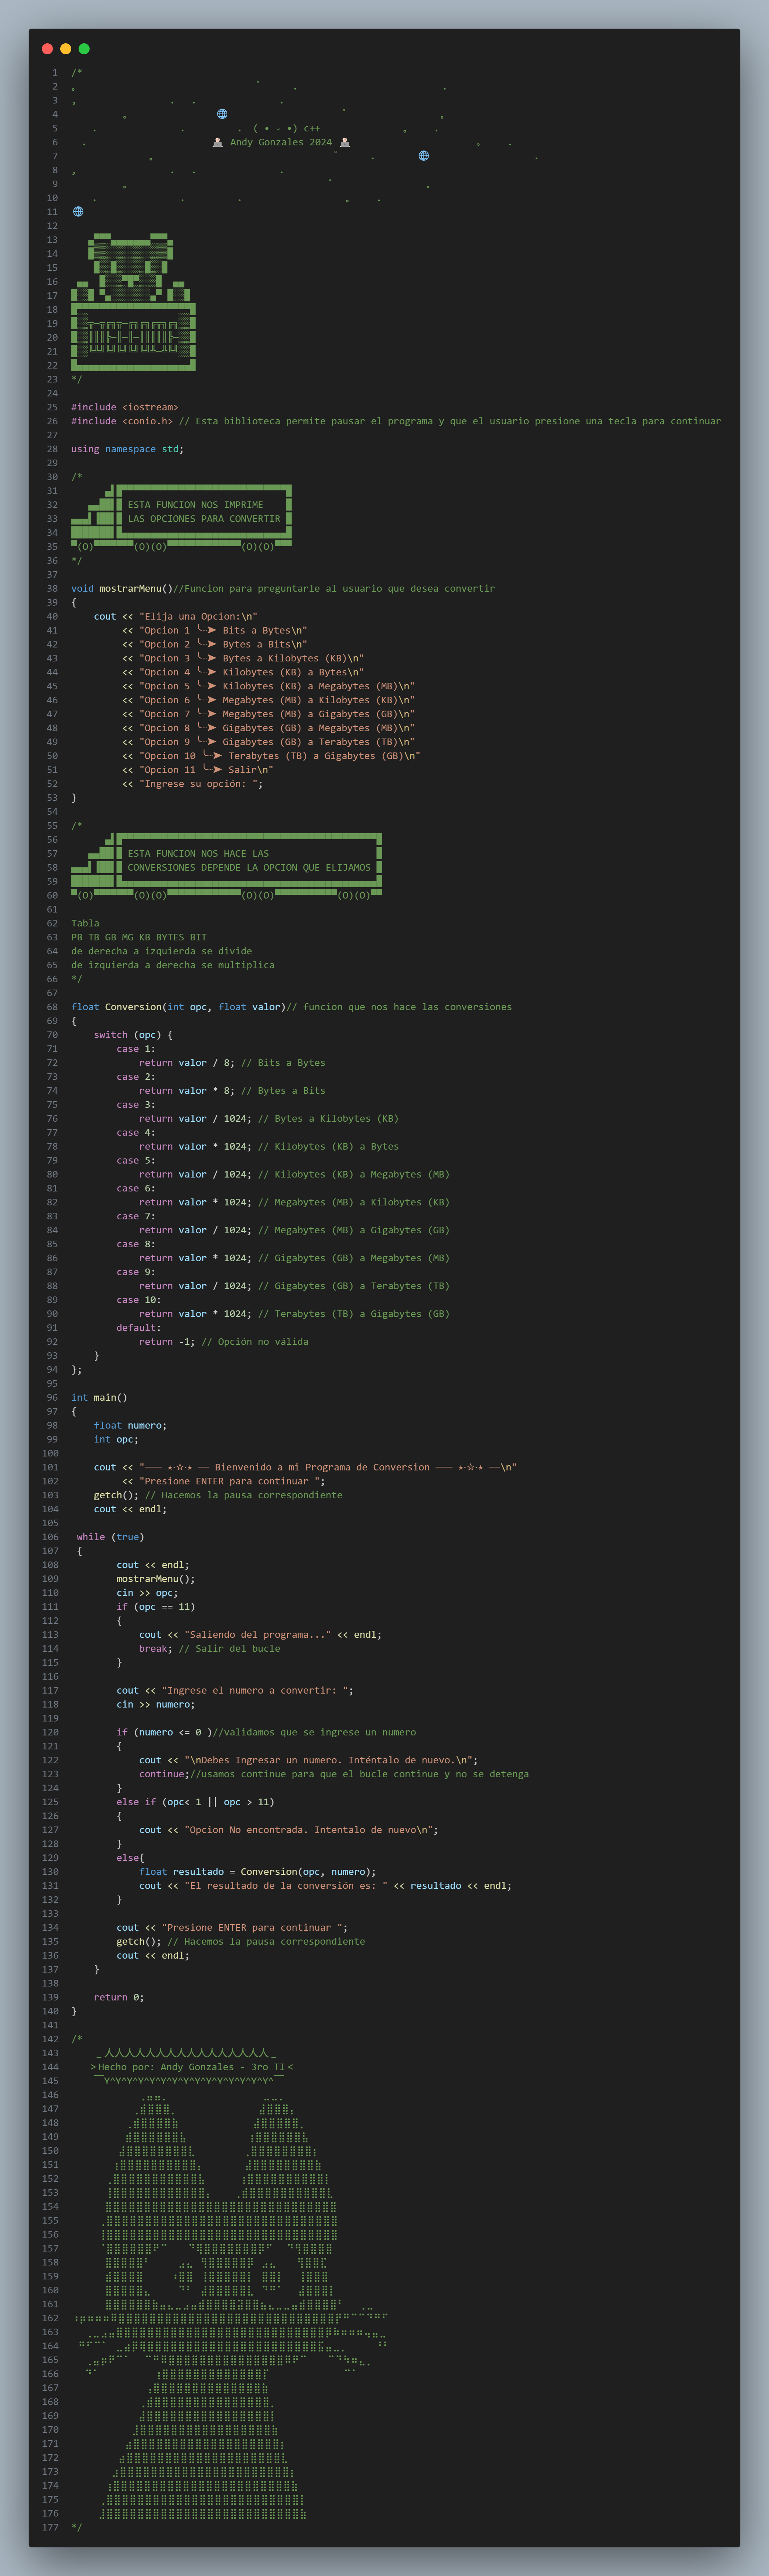 1 /*
2
3
4
5 ( • - •) c++
6 Andy Gonzales 2024
7
8
9
10
11
12
13
14
15
16
17
18
19
20
21
22
23 */
24
25 #include <iostream>
26 #include <conio.h> // Esta biblioteca permite pausar el programa y que el usuario presione una tecla para continuar
27
28 using namespace std;
29
30 /*
31
32 ESTA FUNCION NOS IMPRIME
33 LAS OPCIONES PARA CONVERTIR
34
35 (O) (O)(O) (O)(O)
36 */
37
38 void mostrarMenu()//Funcion para preguntarle al usuario que desea convertir
39 {
40 cout << "Elija una Opcion:\n"
41 << "Opcion 1 ╰┈➤ Bits a Bytes\n"
42 << "Opcion 2 ╰┈➤ Bytes a Bits\n"
43 << "Opcion 3 ╰┈➤ Bytes a Kilobytes (KB)\n"
44 << "Opcion 4 ╰┈➤ Kilobytes (KB) a Bytes\n"
45 << "Opcion 5 ╰┈➤ Kilobytes (KB) a Megabytes (MB)\n"
46 << "Opcion 6 ╰┈➤ Megabytes (MB) a Kilobytes (KB)\n"
47 << "Opcion 7 ╰┈➤ Megabytes (MB) a Gigabytes (GB)\n"
48 << "Opcion 8 ╰┈➤ Gigabytes (GB) a Megabytes (MB)\n"
49 << "Opcion 9 ╰┈➤ Gigabytes (GB) a Terabytes (TB)\n"
50 << "Opcion 10 ╰┈➤ Terabytes (TB) a Gigabytes (GB)\n"
51 << "Opcion 11 ╰┈➤ Salir\n"
52 << "Ingrese su opción: ";
53 }
54
55 /*
56
57 ESTA FUNCION NOS HACE LAS
58 CONVERSIONES DEPENDE LA OPCION QUE ELIJAMOS
59
60 (O) (O)(O) (O)(O) (O)(O)
61
62 Tabla
63 PB TB GB MG KB BYTES BIT
64 de derecha a izquierda se divide
65 de izquierda a derecha se multiplica
66 */
67
68 float Conversion(int opc, float valor)// funcion que nos hace las conversiones
69 {
70 switch (opc) {
71 case 1:
72 return valor / 8; // Bits a Bytes
73 case 2:
74 return valor * 8; // Bytes a Bits
75 case 3:
76 return valor / 1024; // Bytes a Kilobytes (KB)
77 case 4:
78 return valor * 1024; // Kilobytes (KB) a Bytes
79 case 5:
80 return valor / 1024; // Kilobytes (KB) a Megabytes (MB)
81 case 6:
82 return valor * 1024; // Megabytes (MB) a Kilobytes (KB)
83 case 7:
84 return valor / 1024; // Megabytes (MB) a Gigabytes (GB)
85 case 8:
86 return valor * 1024; // Gigabytes (GB) a Megabytes (MB)
87 case 9:
88 return valor / 1024; // Gigabytes (GB) a Terabytes (TB)
89 case 10:
90 return valor * 1024; // Terabytes (TB) a Gigabytes (GB)
91 default:
92 return -1; // Opción no válida
93 }
94 };
95
96 int main()
97 {
98 float numero;
99 int opc;
100
101 cout << "─── ⋆⋅☆⋅⋆ ── Bienvenido a mi Programa de Conversion ─── ⋆⋅☆⋅⋆ ──\n"
102 << "Presione ENTER para continuar ";
103 getch(); // Hacemos la pausa correspondiente
104 cout << endl;
105
106 while (true)
107 {
108 cout << endl;
109 mostrarMenu();
110 cin >> opc;
111 if (opc == 11)
112 {
113 cout << "Saliendo del programa..." << endl;
114 break; // Salir del bucle
115 }
116
117 cout << "Ingrese el numero a convertir: ";
118 cin >> numero;
119
120 if (numero <= 0 )//validamos que se ingrese un numero
121 {
122 cout << "\nDebes Ingresar un numero. Inténtalo de nuevo.\n";
123 continue;//usamos continue para que el bucle continue y no se detenga
124 }
125 else if (opc< 1 || opc > 11)
126 {
127 cout << "Opcion No encontrada. Intentalo de nuevo\n";
128 }
129 else{
130 float resultado = Conversion(opc, numero);
131 cout << "El resultado de la conversión es: " << resultado << endl;
132 }
133
134 cout << "Presione ENTER para continuar ";
135 getch(); // Hacemos la pausa correspondiente
136 cout << endl;
137 }
138
139 return 0;
140 }
141
142 /*
143 _人人人人人人人人人人人人人人人人_
144 >Hecho por: Andy Gonzales - 3ro TI<
145 ￣Y^Y^Y^Y^Y^Y^Y^Y^Y^Y^Y^Y^Y^Y^Y^￣
146
147
148
149
150
151
152
153
154
155
156
157
158
159
160
161
162
163
164
165
166
167
168
169
170
171
172
173
174
175
176
177 */